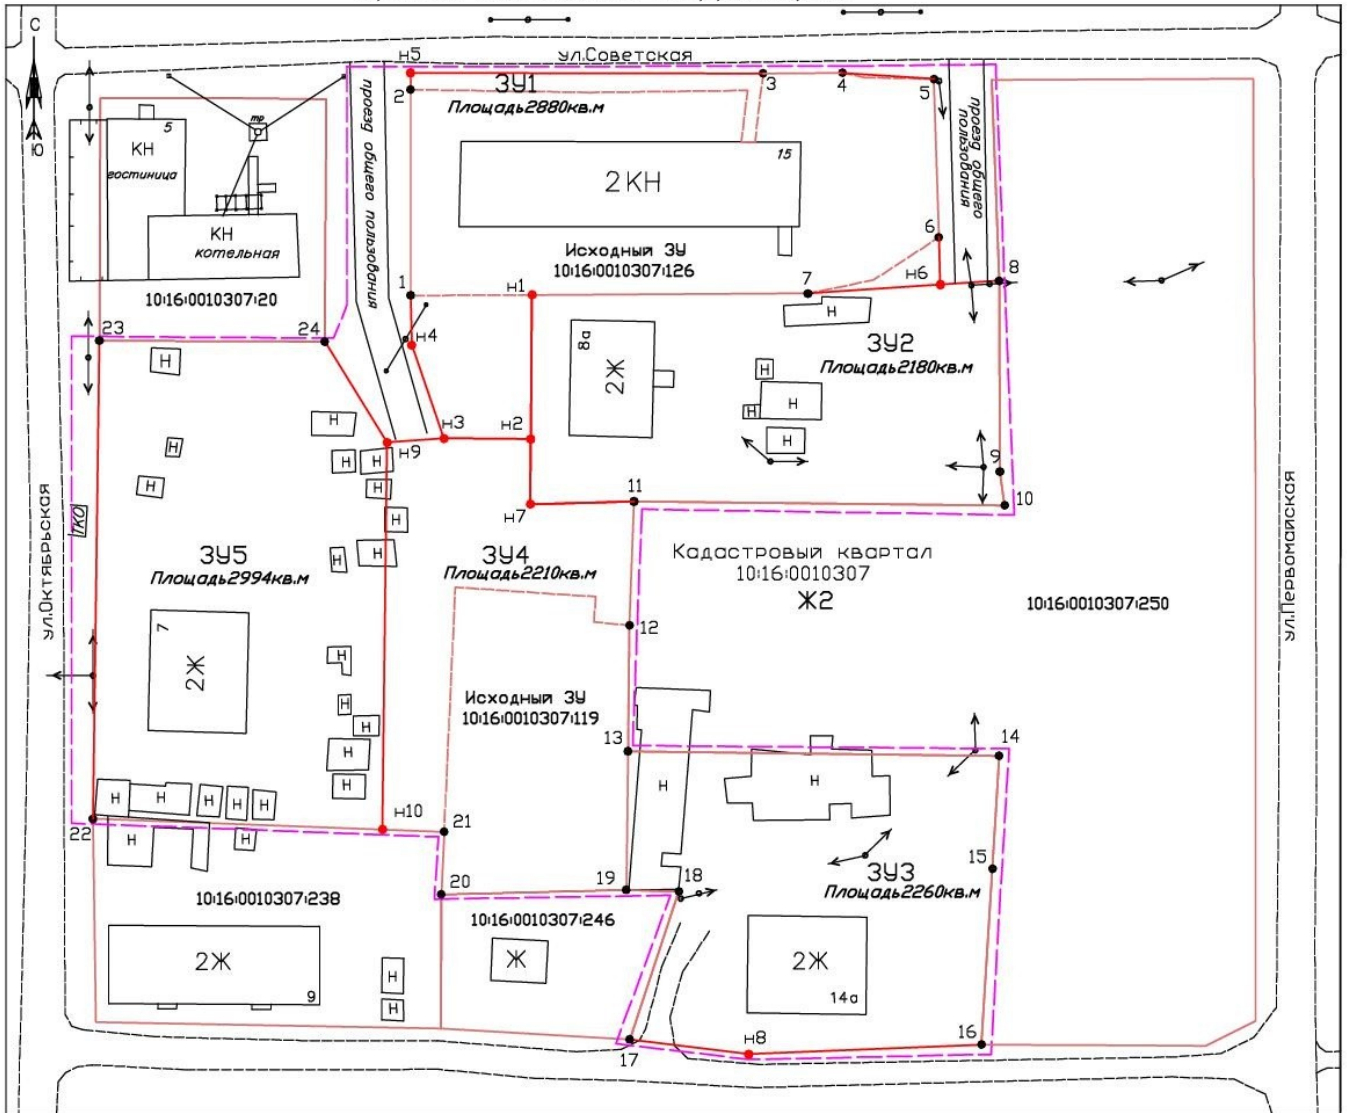 С
Ю
ул.Советская
н5
2
3
4
5
ЗУ1
Площадь2880кв.м
проезд общего пользования
проезд общего
пользования
5
КН
гостиница
тр
КН
котельная
10:16:0010307:20
15
2КН
Исходный ЗУ
10:16:0010307:126
6
н6
7
8
1
н1
н4
23
24
н
8а
2Ж
ЗУ2
Площадь2180кв.м
н
н
н
н
н
н
н
н
н
н
н3
н2
н9
н
н
н
9
10
11
н7
1КО
н
н
н
ул.Октябрьская
ул.Первомайская
ЗУ5
Площадь2994кв.м
ЗУ4
Площадь2210кв.м
Кадастровый квартал
10:16:0010307
Ж2
10:16:0010307:250
12
7
2Ж
н
н
н
н
н
Исходный ЗУ
10:16:0010307:119
13
14
н
н
н
н
н
н
н
н10
21
22
н
н
15
ЗУ3
Площадь2260кв.м
20
19
18
10:16:0010307:238
10:16:0010307:246
2Ж
9
н
н
Ж
2Ж
14а
17
н8
16